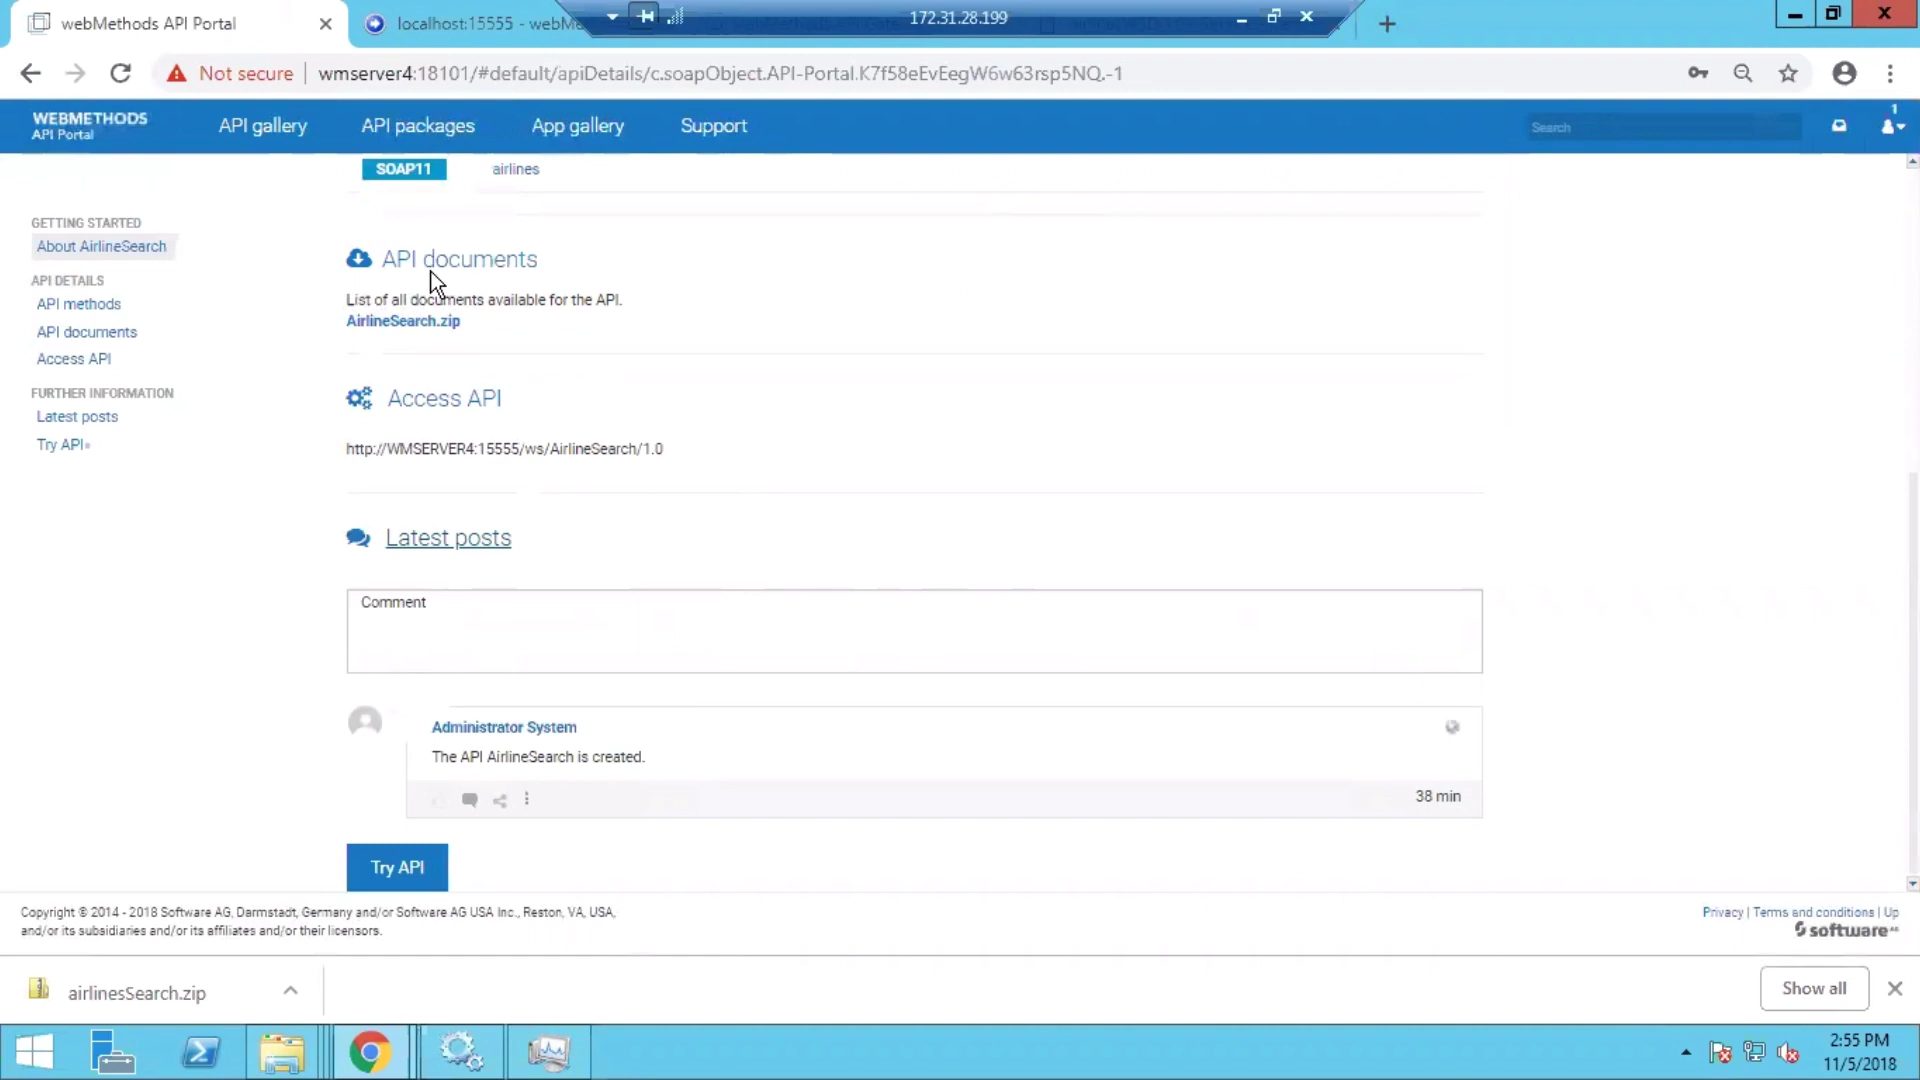 webMethods API Portal
localhost:15555 - webMe
172.31.28.199
Not secure
wmserver4:18101/#default/apiDetails/c.soapObject.API-Portal.K7f58eEvEegW6w63rsp5NQ.-1
WEBMETHODS
API Portal
API gallery
API packages
App gallery
Support
Search
1
SOAP11
airlines
GETTING STARTED
About AirlineSearch
API DETAILS
API methods
API documents
Access API
FURTHER INFORMATION
Latest posts
Try API
API documents
List of all documents available for the API.
AirlineSearch.zip
Access API
http://WMSERVER4:15555/ws/AirlineSearch/1.0
Latest posts
Comment
Administrator System
The API AirlineSearch is created.
38 min
Try API
Copyright © 2014 - 2018 Software AG, Darmstadt, Germany and/or Software AG USA Inc., Reston, VA, USA,
and/or its subsidiaries and/or its affiliates and/or their licensors.
Privacy | Terms and conditions | Up
software AG
airlinesSearch.zip
Show all
2:55 PM
11/5/2018